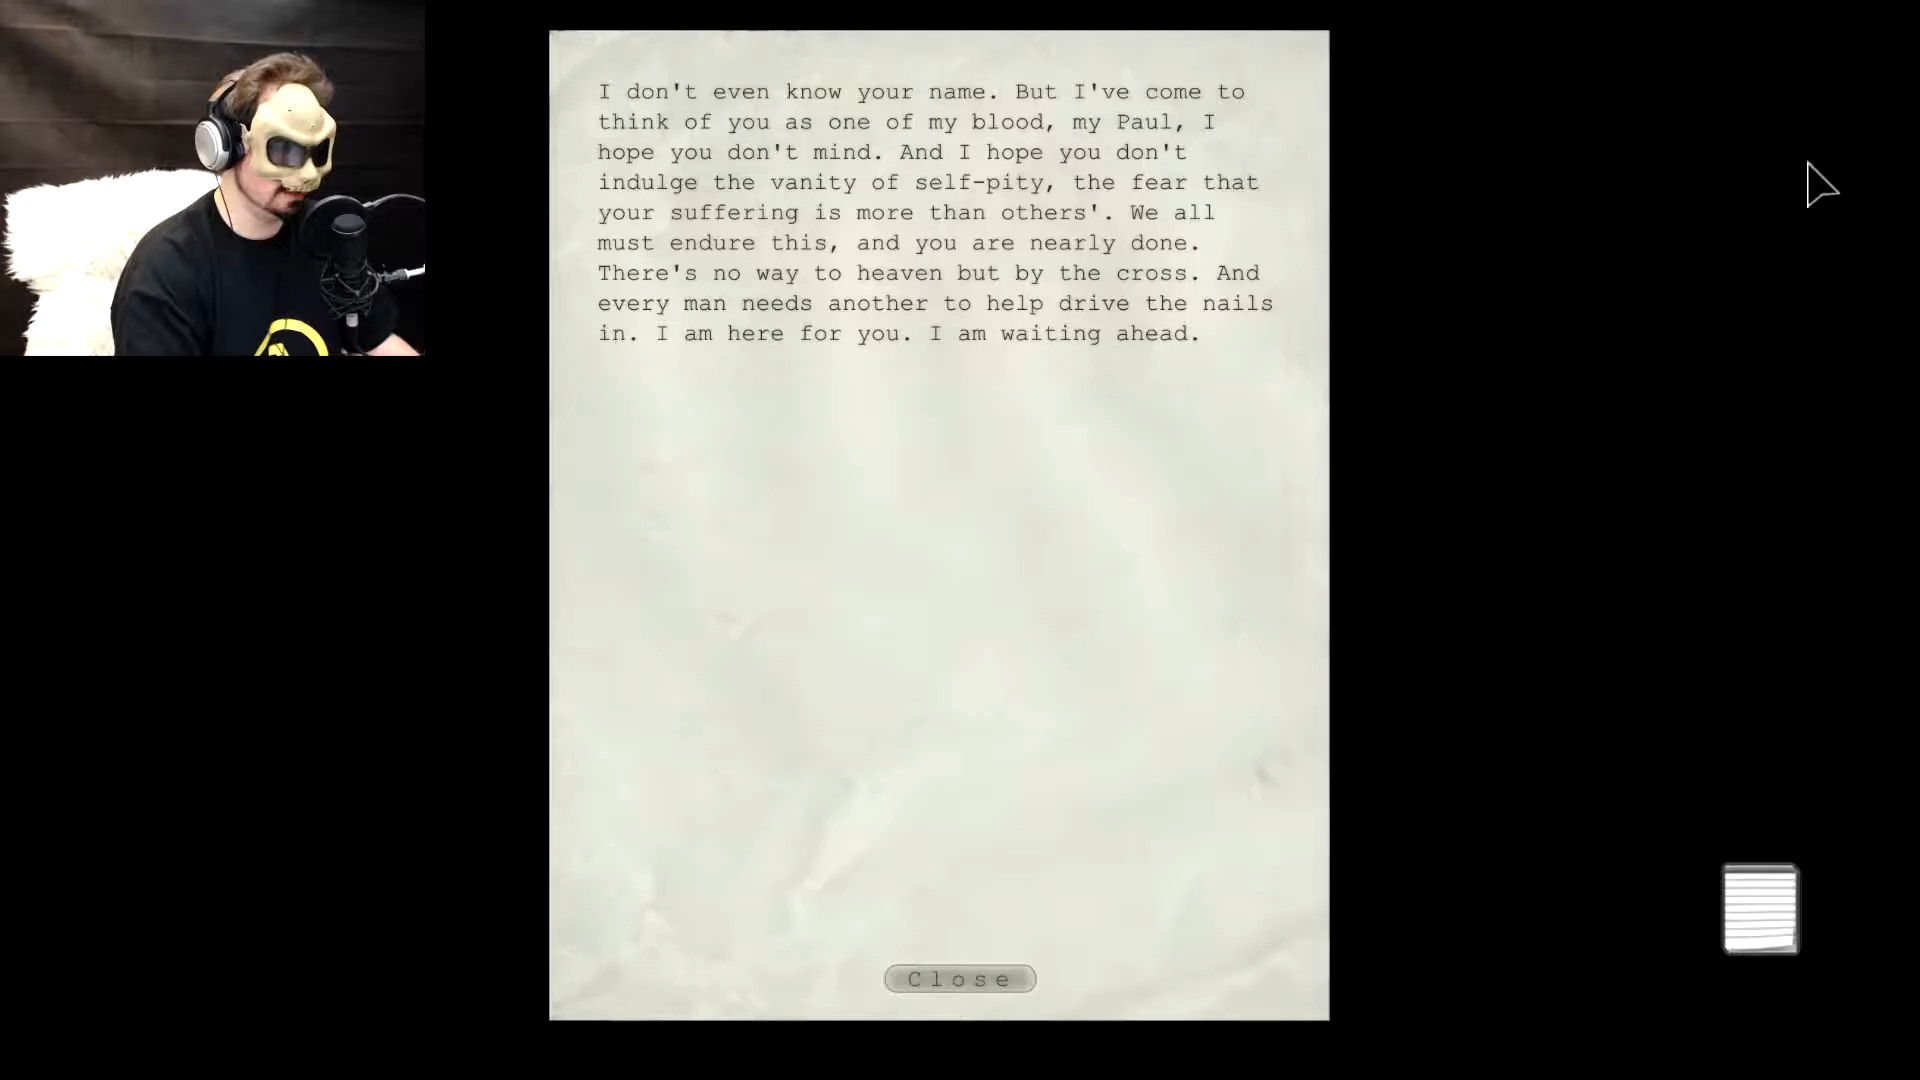 I don't even know your name. But I've come to
think of you as one of my blood, my Paul, I
hope you don't mind. And I hope you don't
indulge the vanity of self-pity, the fear that
your suffering is more than others'. We all
must endure this, and you are nearly done.
There's no way to heaven but by the cross. And
every man needs another to help drive the nails
in. I am here for you. I am waiting ahead.
Close